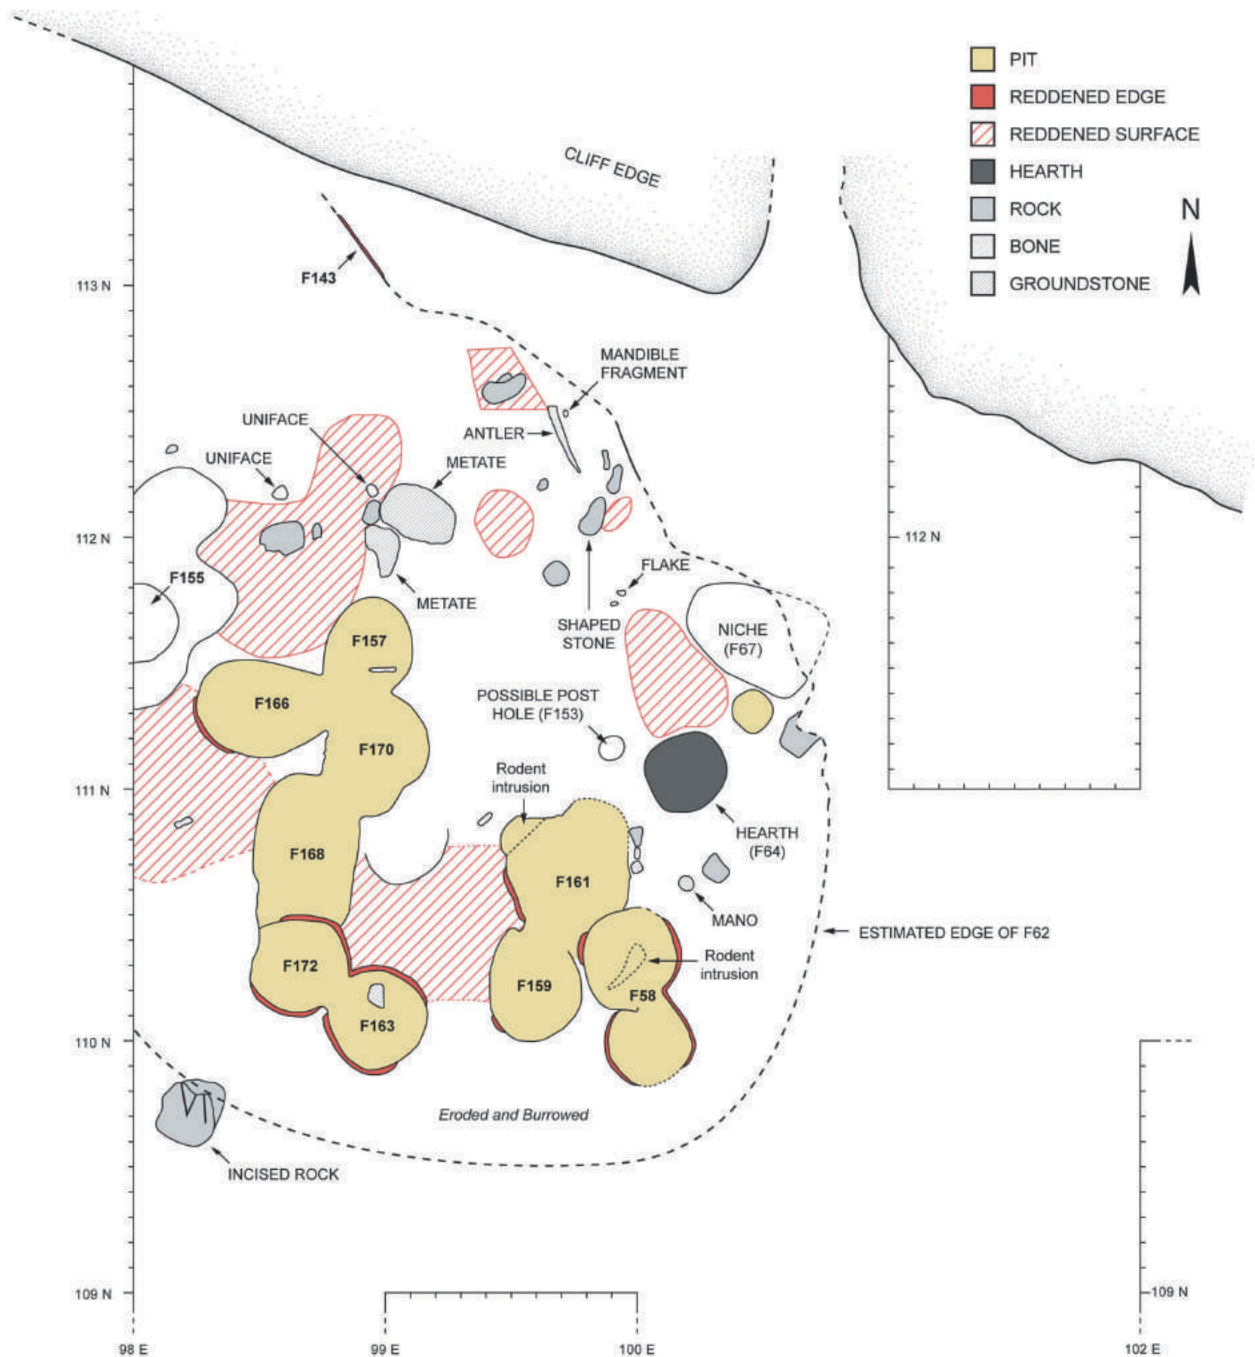 PIT
REDDENED EDGE
REDDENED SURFACE
HEARTH
ROCK
BONE
GROUNDSTONE
N
CLIFF EDGE
F143
113 N
MANDIBLE
FRAGMENT
UNIFACE
ANTLER
UNIFACE
METATE
112 N
112 N
F155
METATE
FLAKE
SHAPED
STONE
NICHE
(F67)
F157
F166
POSSIBLE POST
HOLE (F153)
F170
Rodent
intrusion
111 N
HEARTH
(F64)
F168
F161
MANO
ESTIMATED EDGE OF F62
F172
Rodent
intrusion
F159
F58
F163
110 N
Eroded and Burrowed
INCISED ROCK
109 N
109 N
98 E
99 E
100 E
102 E